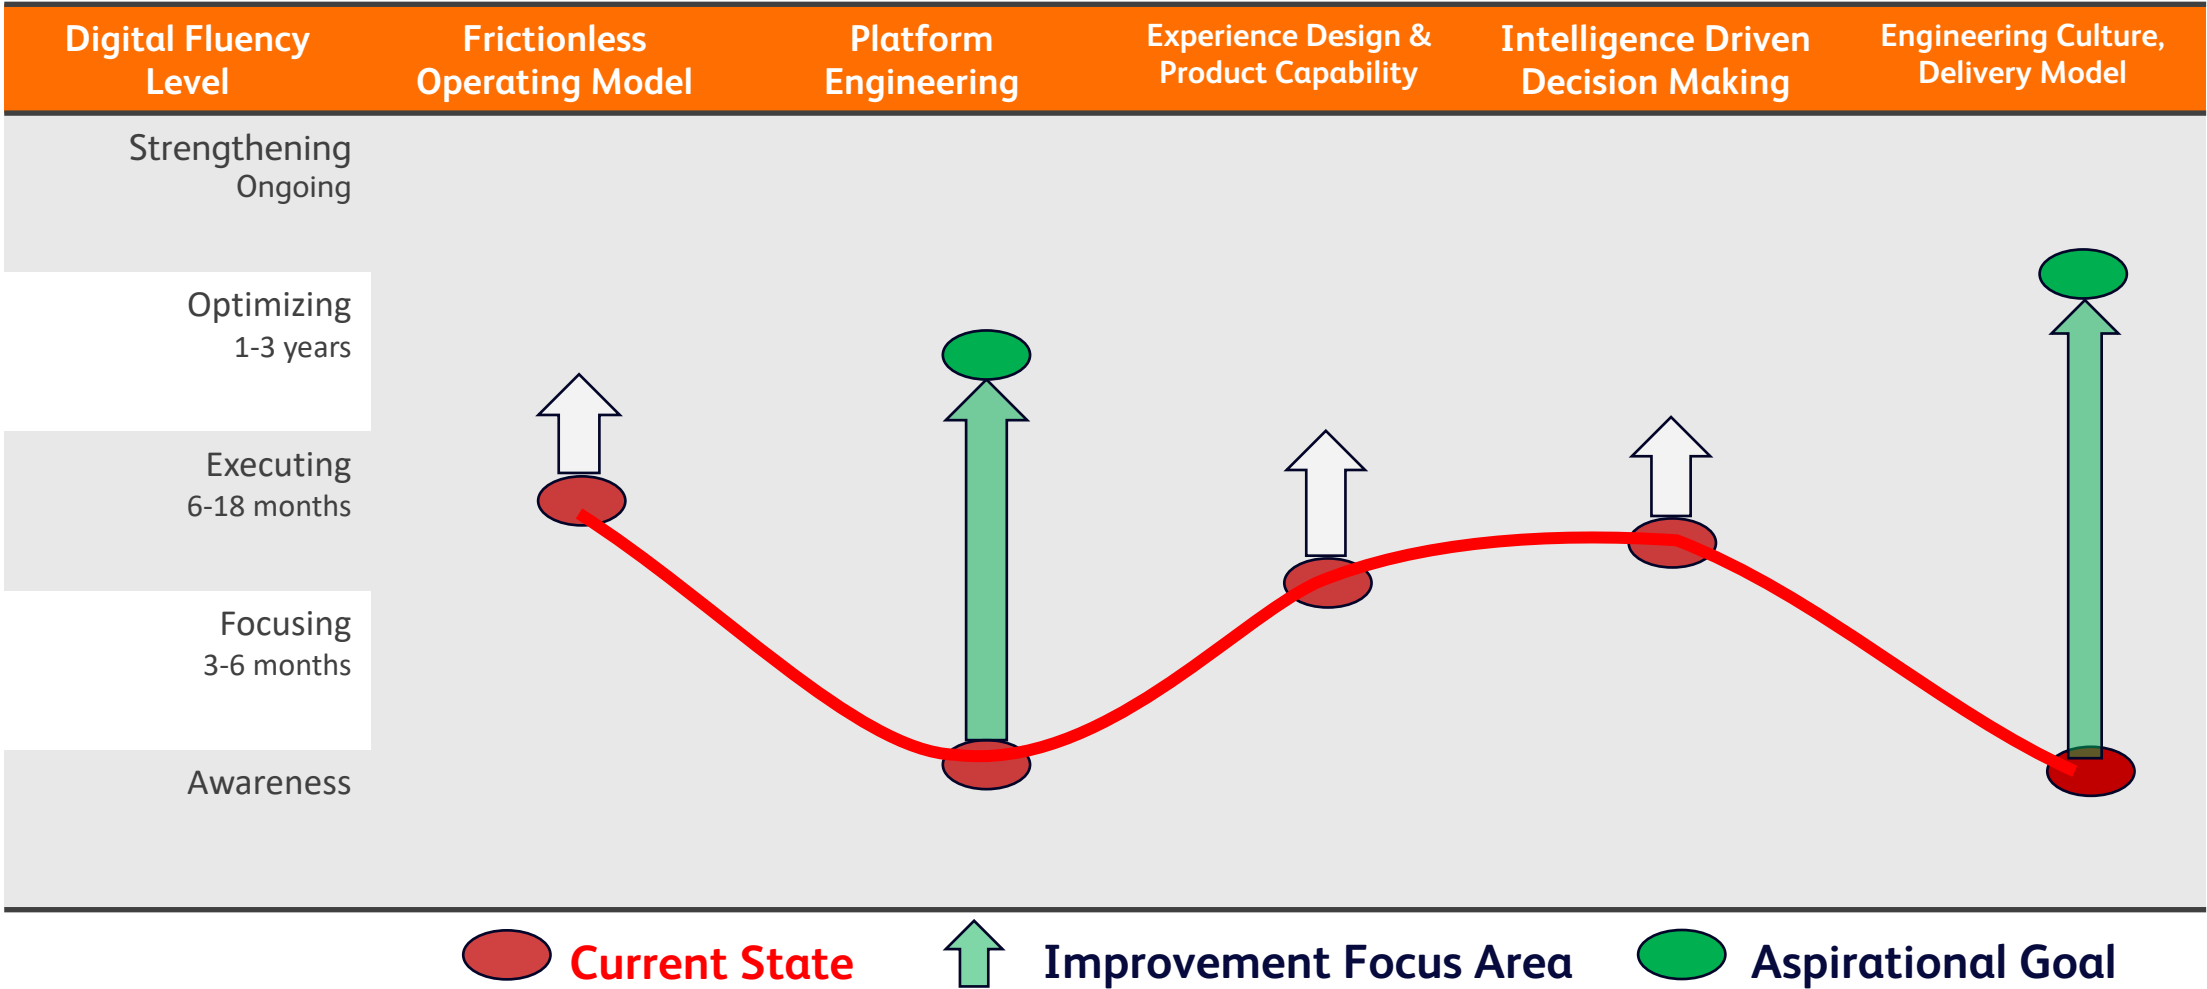 Digital Fluency
Level
Frictionless
Operating Model
Platform
Engineering
Experience Design &
Product Capability
Intelligence Driven
Decision Making
Engineering Culture,
Delivery Model
Strengthening
Ongoing
Optimizing
1-3 years
Executing
6-18 months
Focusing
3-6 months
Awareness
Current State
Improvement Focus Area
Aspirational Goal